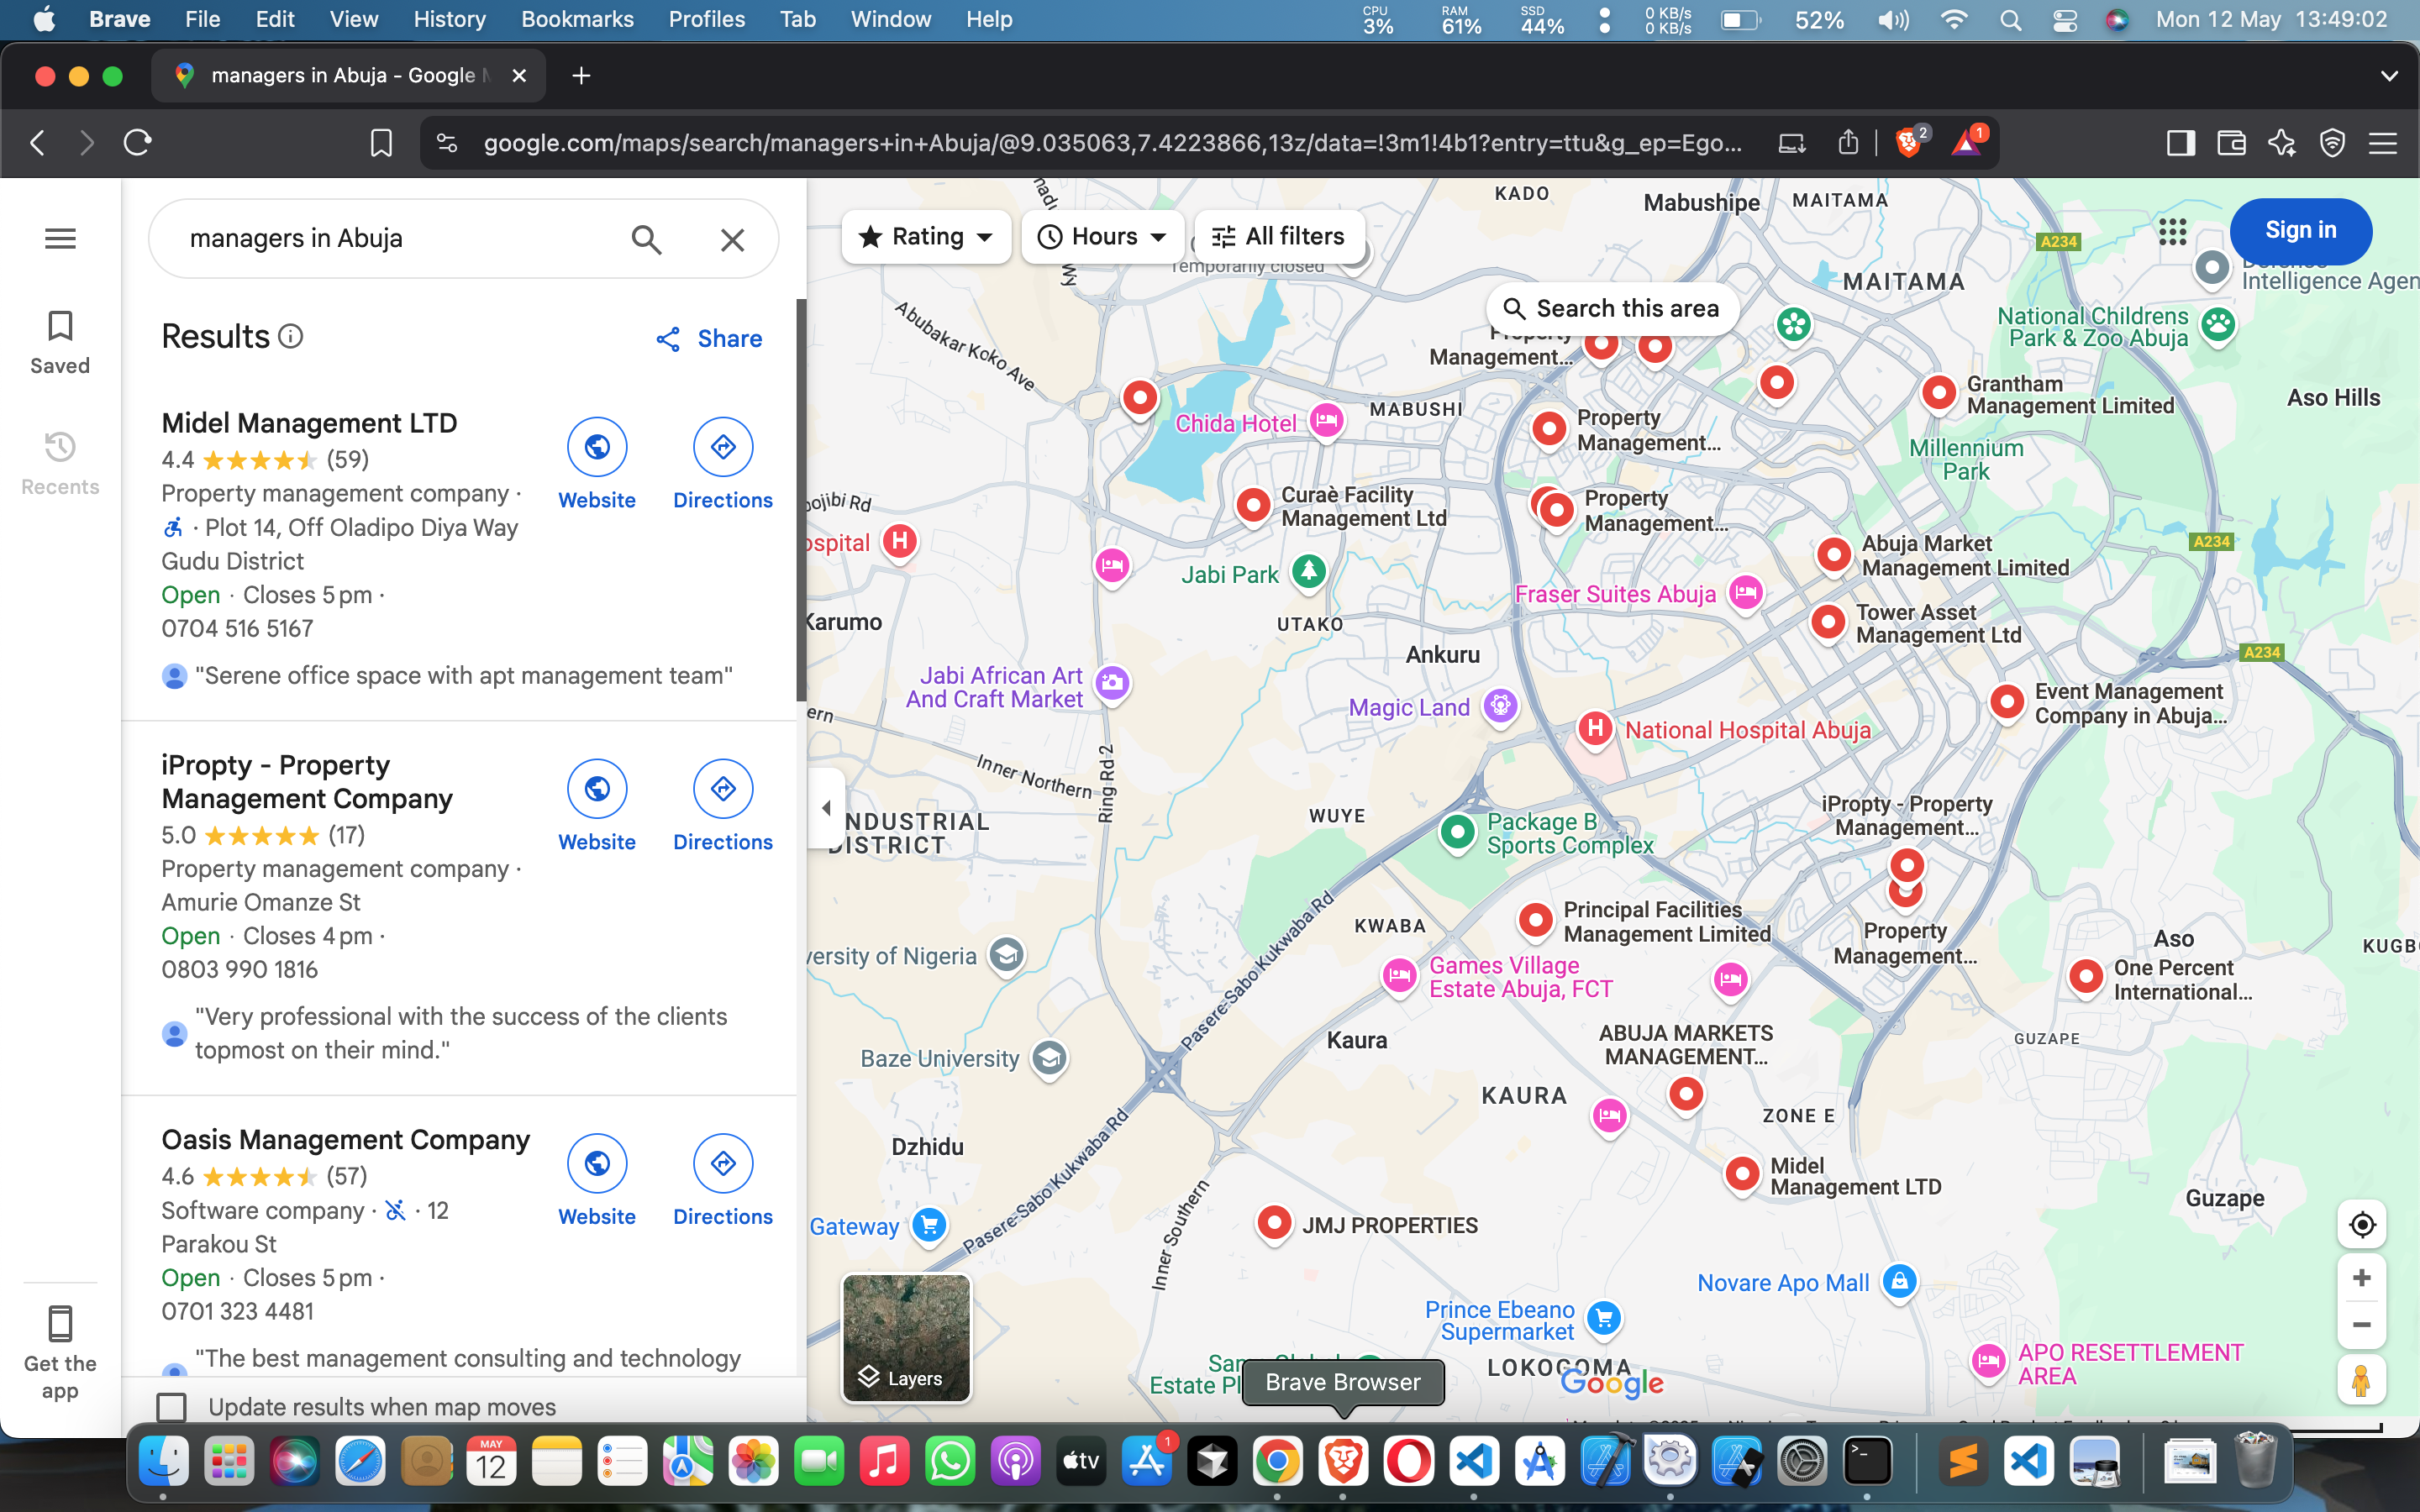 Brave File Edit View History Bookmarks Profiles Tab Window Help
CPU 3% RAM 61% SSD 44% 0 KB/s 0 KB/s 52% Mon 12 May 13:49:02
managers in Abuja - Google
google.com/maps/search/managers+in+Abuja/@9.035063,7.4223866,13z/data=!3m1!4b1?entry=ttu&g_ep=Ego...
2
1
managers in Abuja
Saved
Recents
Get the
app
Results
Share
Midel Management LTD
4.4 (59)
Property management company ·
· Plot 14, Off Oladipo Diya Way
Gudu District
Open · Closes 5 pm ·
0704 516 5167
"Serene office space with apt management team"
Website
Directions
iPropty - Property
Management Company
5.0 (17)
Property management company ·
Amurie Omanze St
Open · Closes 4 pm ·
0803 990 1816
"Very professional with the success of the clients
topmost on their mind."
Website
Directions
Oasis Management Company
4.6 (57)
Software company · · 12
Parakou St
Open · Closes 5 pm ·
0701 323 4481
"The best management consulting and technology
Website
Directions
Update results when map moves
Rating
Hours
All filters
Sign in
Search this area
Temporarily closed
KADO
Mabushipe
MAITAMA
A234
Intelligence Agen
MAITAMA
National Childrens
Park & Zoo Abuja
Abubakar Koko Ave
Property
Management...
Grantham
Management Limited
Aso Hills
Chida Hotel
MABUSHI
Property
Management...
Millennium
Park
Curaè Facility
Management Ltd
Property
Management...
ojibi Rd
ospital
A234
Abuja Market
Management Limited
Jabi Park
Fraser Suites Abuja
Karumo
UTAKO
Tower Asset
Management Ltd
Ankuru
A234
Jabi African Art
And Craft Market
Magic Land
Event Management
Company in Abuja...
ern
National Hospital Abuja
Inner Northern
Ring Rd 2
NDUSTRIAL
DISTRICT
WUYE
Package B
Sports Complex
iPropty - Property
Management...
KWABA
Principal Facilities
Management Limited
Property
Management...
Aso
KUGB
versity of Nigeria
Games Village
Estate Abuja, FCT
One Percent
International...
Pasere-Sabo Kukwaba Rd
Kaura
ABUJA MARKETS
MANAGEMENT...
GUZAPE
Baze University
KAURA
ZONE E
Dzhidu
Pasere-Sabo Kukwaba Rd
Midel
Management LTD
Guzape
Gateway
Inner Southern
JMJ PROPERTIES
Novare Apo Mall
Prince Ebeano
Supermarket
Layers
Estate Pl
LOKOGOMA
Google
APO RESETTLEMENT
AREA
Brave Browser
MAY
12
tv
1